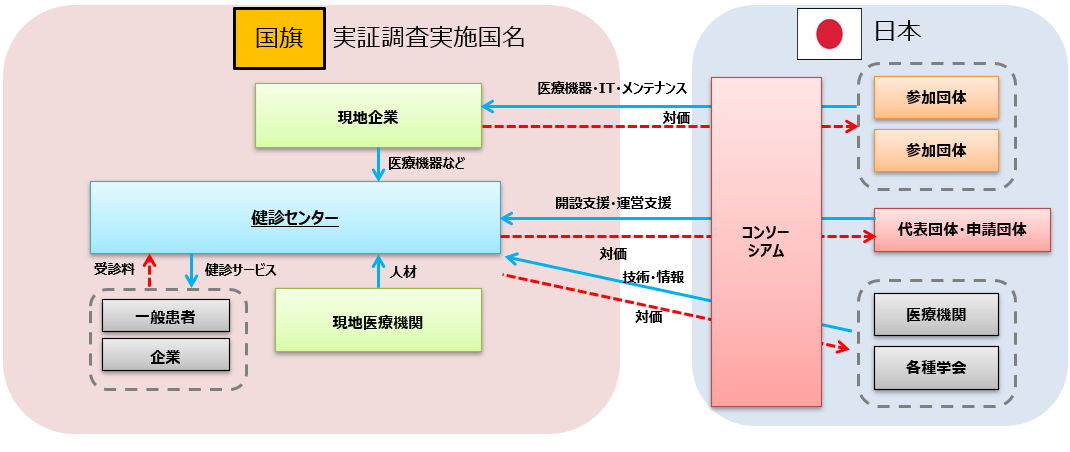 国旗
実証調査実施国名
日本
医療機器・IT・メンテナンス
対価
現地企業
参加団体
参加団体
医療機器など
健診センター
開設支援・運営支援
対価
代表団体・申請団体
コンソー
シアム
受診料
健診サービス
人材
技術・情報
対価
一般患者
企業
現地医療機関
医療機関
各種学会